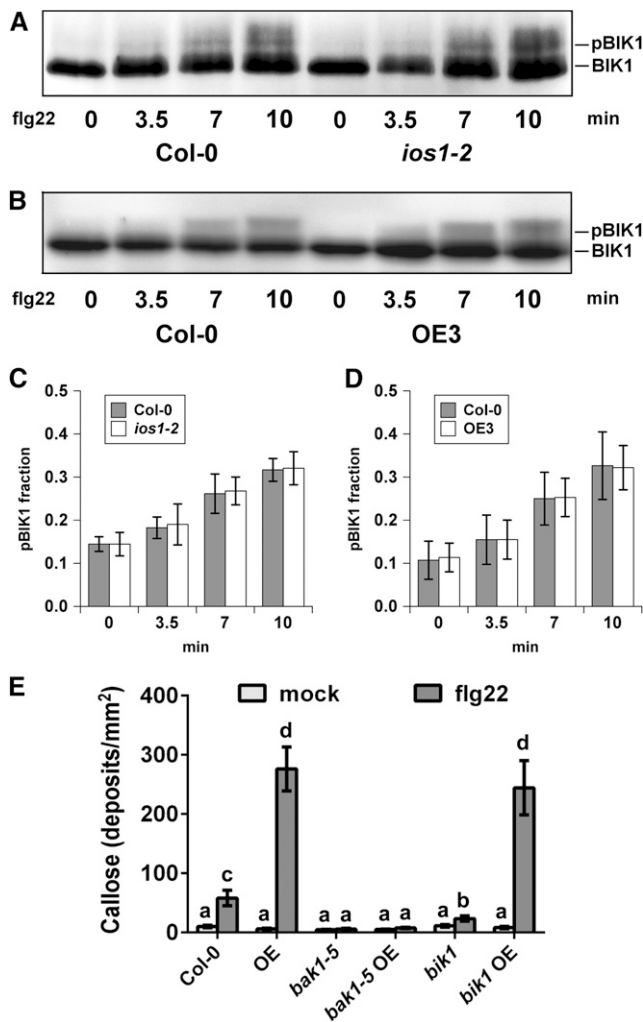 A
pBIK1
BIK1
flg22 0 3.5 7 10 0 3.5 7 10 min
Col-0 ios1-2
B
pBIK1
BIK1
flg22 0 3.5 7 10 0 3.5 7 10 min
Col-0 OE3
C
0.5
0.4
0.3
0.2
0.1
0.0
pBIK1 fraction
Col-0
ios1-2
0 3.5 7 10
min
D
0.5
0.4
0.3
0.2
0.1
0.0
pBIK1 fraction
Col-0
OE3
0 3.5 7 10
min
E
Callose (deposits/mm²)
400
300
200
100
0
mock flg22
a c a d a a a a a b a d
Col-0 OE bak1-5 bak1-5 OE bik1 bik1 OE